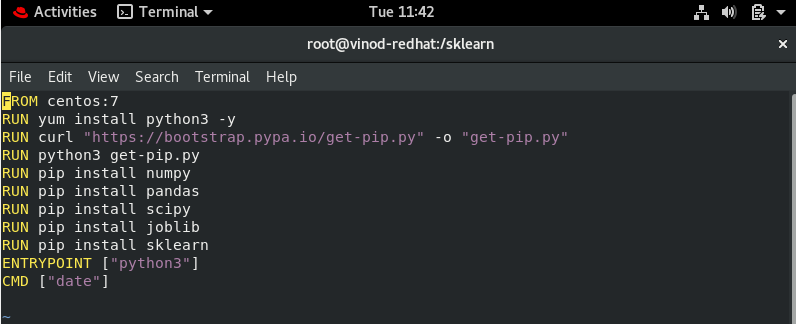 Activities Terminal Tue 11:42
root@vinod-redhat:/sklearn ×
File Edit View Search Terminal Help
FROM centos:7
RUN yum install python3 -y
RUN curl "https://bootstrap.pypa.io/get-pip.py" -o "get-pip.py"
RUN python3 get-pip.py
RUN pip install numpy
RUN pip install pandas
RUN pip install scipy
RUN pip install joblib
RUN pip install sklearn
ENTRYPOINT ["python3"]
CMD ["date"]
~